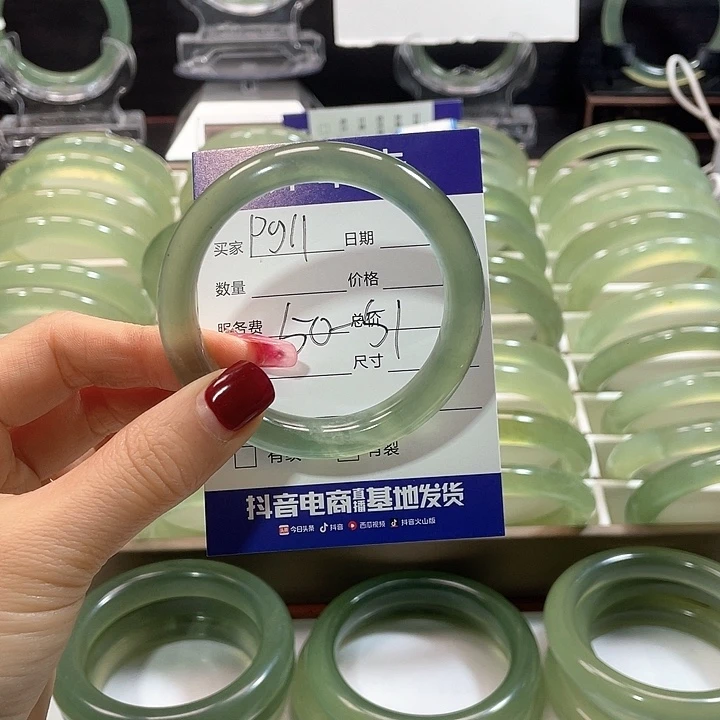 买家 P911 日期
数量 价格
服务费 50-51 总价
尺寸
有裂
抖音电商直播基地发货
今日头条 抖音 西瓜视频 抖音火山版